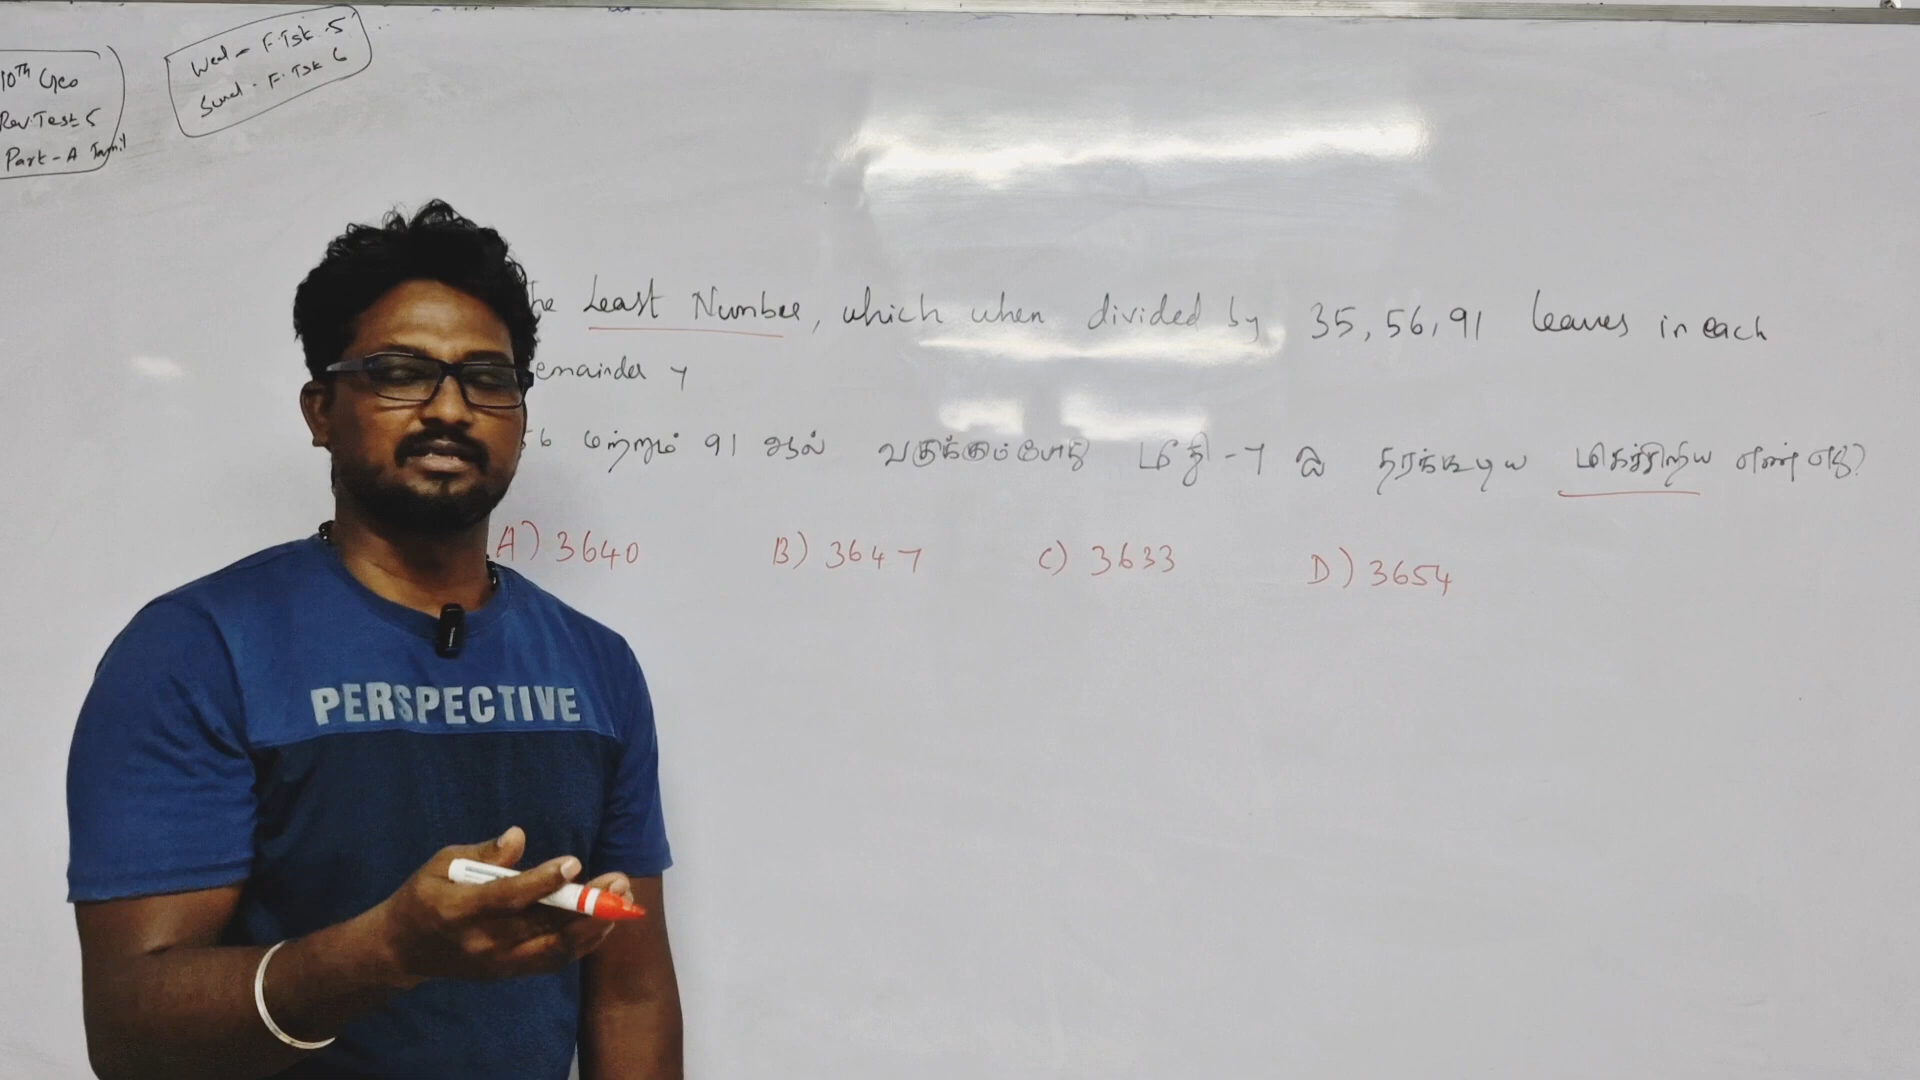 10TH Geo
Rev.Test 5
Part - A Tamil
Wed - F.Tst - 5
Sund - F.Tst 6
he Least Number, which when divided by 35, 56, 91 leaves in each
emainder 7
56 மற்றும் 91 ஆல் வகுக்கும்போது மீதி - 7 ஐ தரக்கூடிய மிகச்சிறிய எண் எது?
A) 3640 B) 3647 C) 3633 D) 3654
PERSPECTIVE